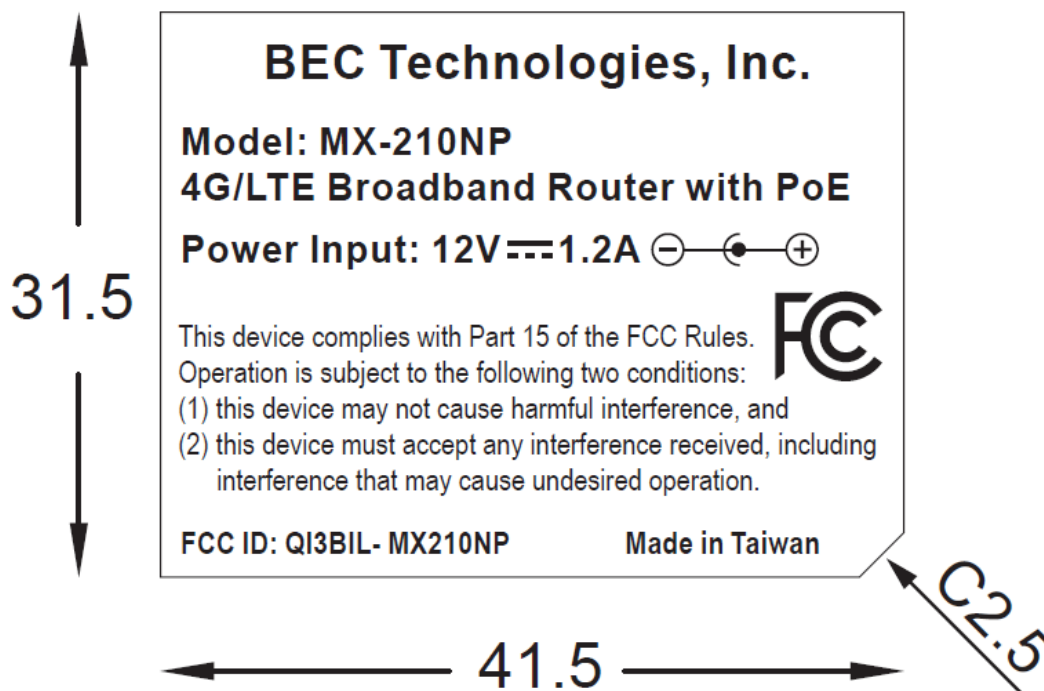 BEC Technologies, Inc.
Model: MX-210NP
4G/LTE Broadband Router with PoE
Power Input: 12V⎓1.2A
FCC
This device complies with Part 15 of the FCC Rules.
Operation is subject to the following two conditions:
(1) this device may not cause harmful interference, and
(2) this device must accept any interference received, including
interference that may cause undesired operation.
FCC ID: QI3BIL- MX210NP Made in Taiwan
31.5
41.5
C2.5